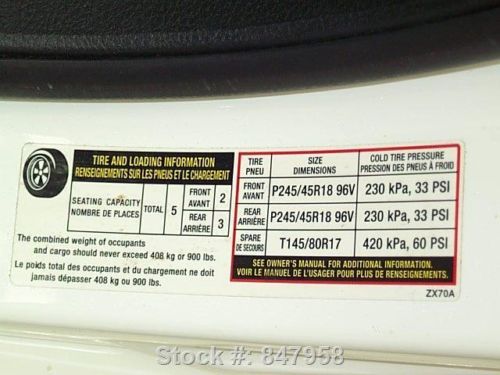 TIRE AND LOADING INFORMATION
RENSEIGNEMENTS SUR LES PNEUS ET LE CHARGEMENT
SEATING CAPACITY
NOMBRE DE PLACES
TOTAL 5
FRONT
AVANT 2
REAR
ARRIÈRE 3
The combined weight of occupants
and cargo should never exceed 408 kg or 900 lbs.
Le poids total des occupants et du chargement ne doit
jamais dépasser 408 kg ou 900 lbs.
TIRE
PNEU
SIZE
DIMENSIONS
COLD TIRE PRESSURE
PRESSION DES PNEUS À FROID
FRONT
AVANT
P245/45R18 96V
230 kPa, 33 PSI
REAR
ARRIÈRE
P245/45R18 96V
230 kPa, 33 PSI
SPARE
DE SECOURS
T145/80R17
420 kPa, 60 PSI
SEE OWNER'S MANUAL FOR ADDITIONAL INFORMATION.
VOIR LE MANUEL DE L'USAGER POUR PLUS DE RENSEIGNEMENTS.
ZX70A
Stock #: 847958